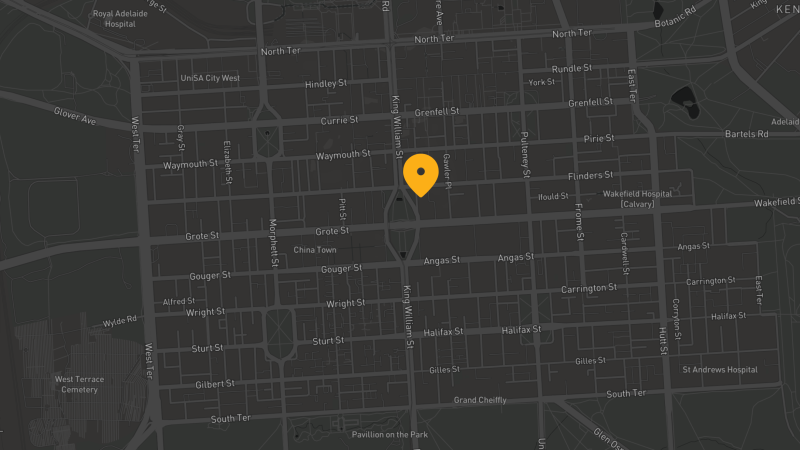 Royal Adelaide
Hospital
North Ter
North Ter
North Ter
Botanic Rd
KEN
UniSA City West
Hindley St
Rundle St
York St
East Ter
Glover Ave
West Ter
Gray St
Currie St
King William St
Grenfell St
Grenfell St
Adelaid
Bartels Rd
Elizabeth St
Waymouth St
Waymouth St
Gawler Pl
Pulteney St
Pirie St
Flinders St
Pitt St
Ifould St
Wakefield Hospital
[Calvary]
Wakefield S
Frome St
Grote St
Grote St
Morphett St
China Town
Cardwell St
Angas St
Angas St
Angas St
Gouger St
Gouger St
Carrington St
Carrington St
East Ter
Alfred St
Wright St
Wright St
King William St
Corryton St
Halifax St
Wylde Rd
Halifax St
Halifax St
Hutt St
Sturt St
Sturt St
West Ter
Gilles St
Gilles St
St Andrews Hospital
West Terrace
Cemetery
Gilbert St
South Ter
Grand Chelffly
South Ter
Pavillion on the Park
Un
Glen Os